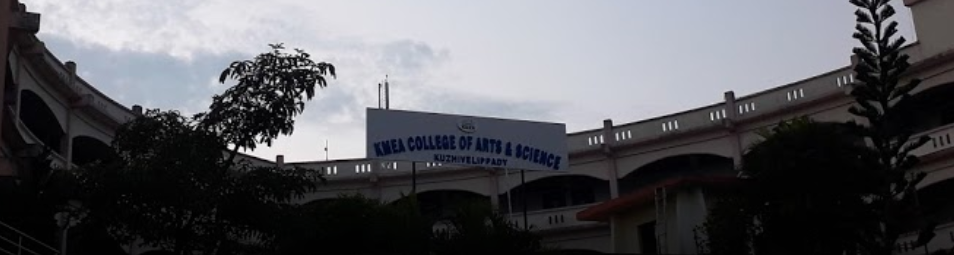 KMEA COLLEGE OF ARTS & SCIENCE
KUZHIVELIPPADY